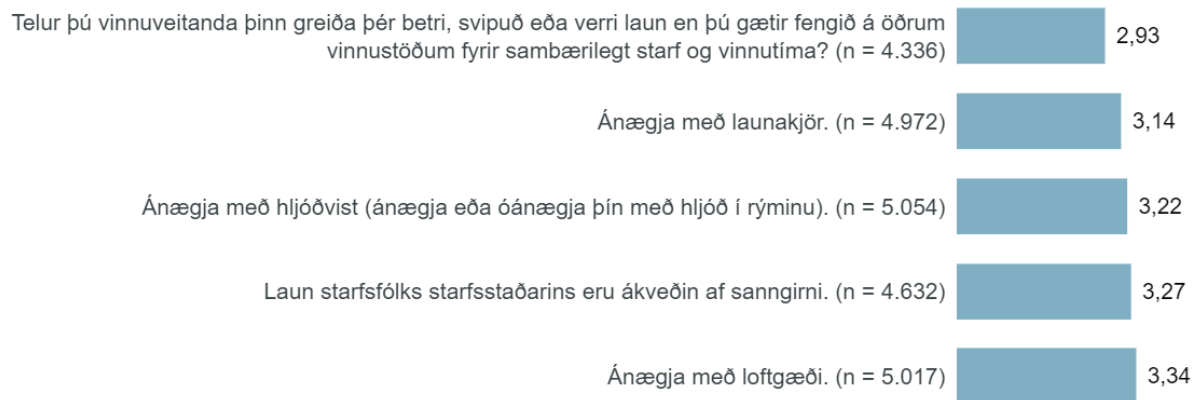 Telur þú vinnuveitanda þinn greiða þér betri, svipuð eða verri laun en þú gætir fengið á öðrum
vinnustöðum fyrir sambærilegt starf og vinnutíma? (n = 4.336)
2,93
Ánægja með launakjör. (n = 4.972)
3,14
Ánægja með hljóðvist (ánægja eða óánægja þín með hljóð í rýminu). (n = 5.054)
3,22
Laun starfsfólks starfsstaðarins eru ákveðin af sanngirni. (n = 4.632)
3,27
Ánægja með loftgæði. (n = 5.017)
3,34